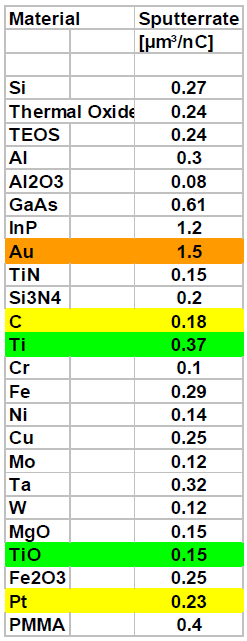 Material Sputterrate
[µm³/nC]
Si 0.27
Thermal Oxide 0.24
TEOS 0.24
Al 0.3
Al2O3 0.08
GaAs 0.61
InP 1.2
Au 1.5
TiN 0.15
Si3N4 0.2
C 0.18
Ti 0.37
Cr 0.1
Fe 0.29
Ni 0.14
Cu 0.25
Mo 0.12
Ta 0.32
W 0.12
MgO 0.15
TiO 0.15
Fe2O3 0.25
Pt 0.23
PMMA 0.4